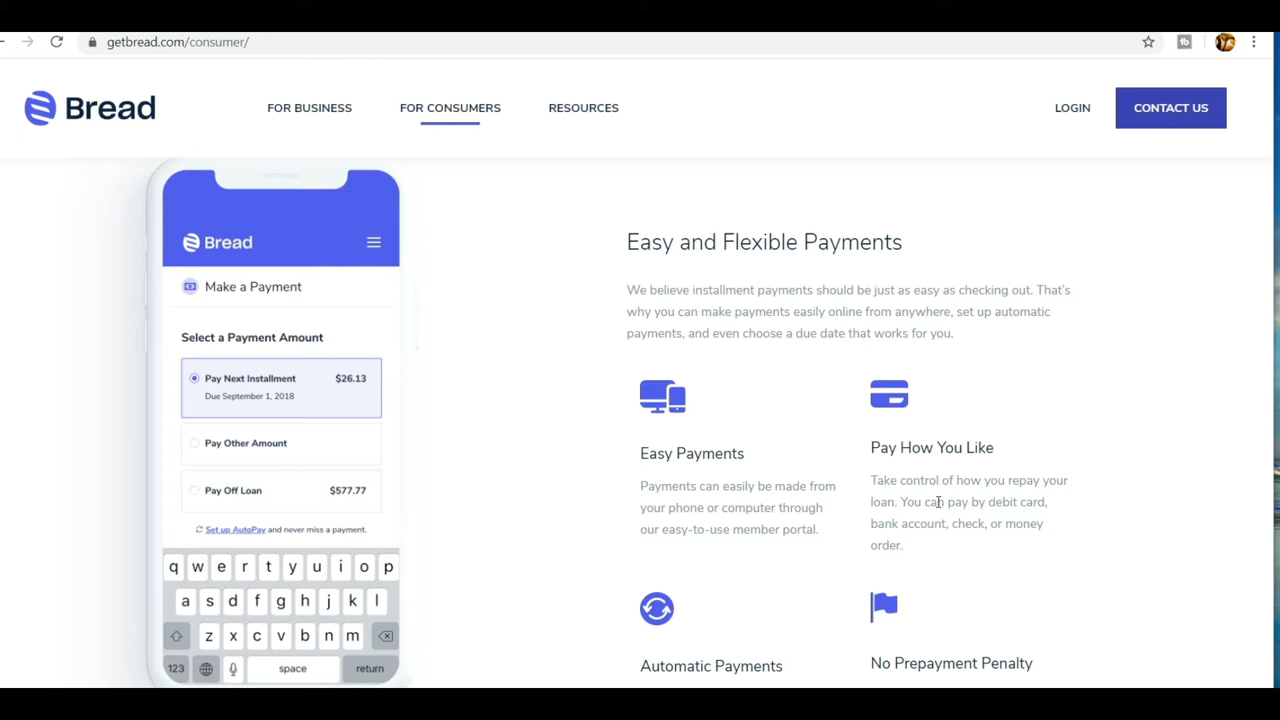 getbread.com/consumer/
Bread
FOR BUSINESS
FOR CONSUMERS
RESOURCES
LOGIN
CONTACT US
Bread
Make a Payment
Select a Payment Amount
Pay Next Installment $26.13
Due September 1, 2018
Pay Other Amount
Pay Off Loan $577.77
Set up AutoPay and never miss a payment.
q w e r t y u i o p
a s d f g h j k l
z x c v b n m
123 space return
Easy and Flexible Payments
We believe installment payments should be just as easy as checking out. That's
why you can make payments easily online from anywhere, set up automatic
payments, and even choose a due date that works for you.
Easy Payments
Payments can easily be made from
your phone or computer through
our easy-to-use member portal.
Pay How You Like
Take control of how you repay your
loan. You can pay by debit card,
bank account, check, or money
order.
Automatic Payments
No Prepayment Penalty